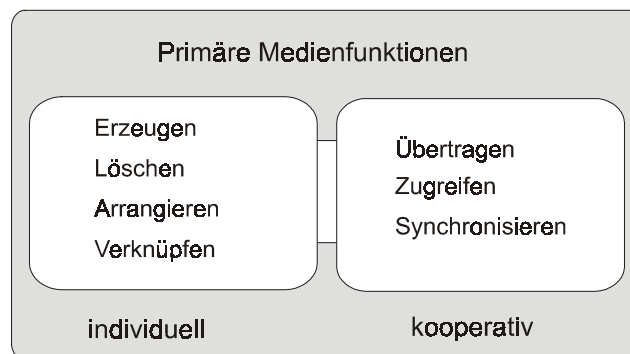 Primäre Medienfunktionen
Erzeugen
Löschen
Arrangieren
Verknüpfen
individuell
Übertragen
Zugreifen
Synchronisieren
kooperativ